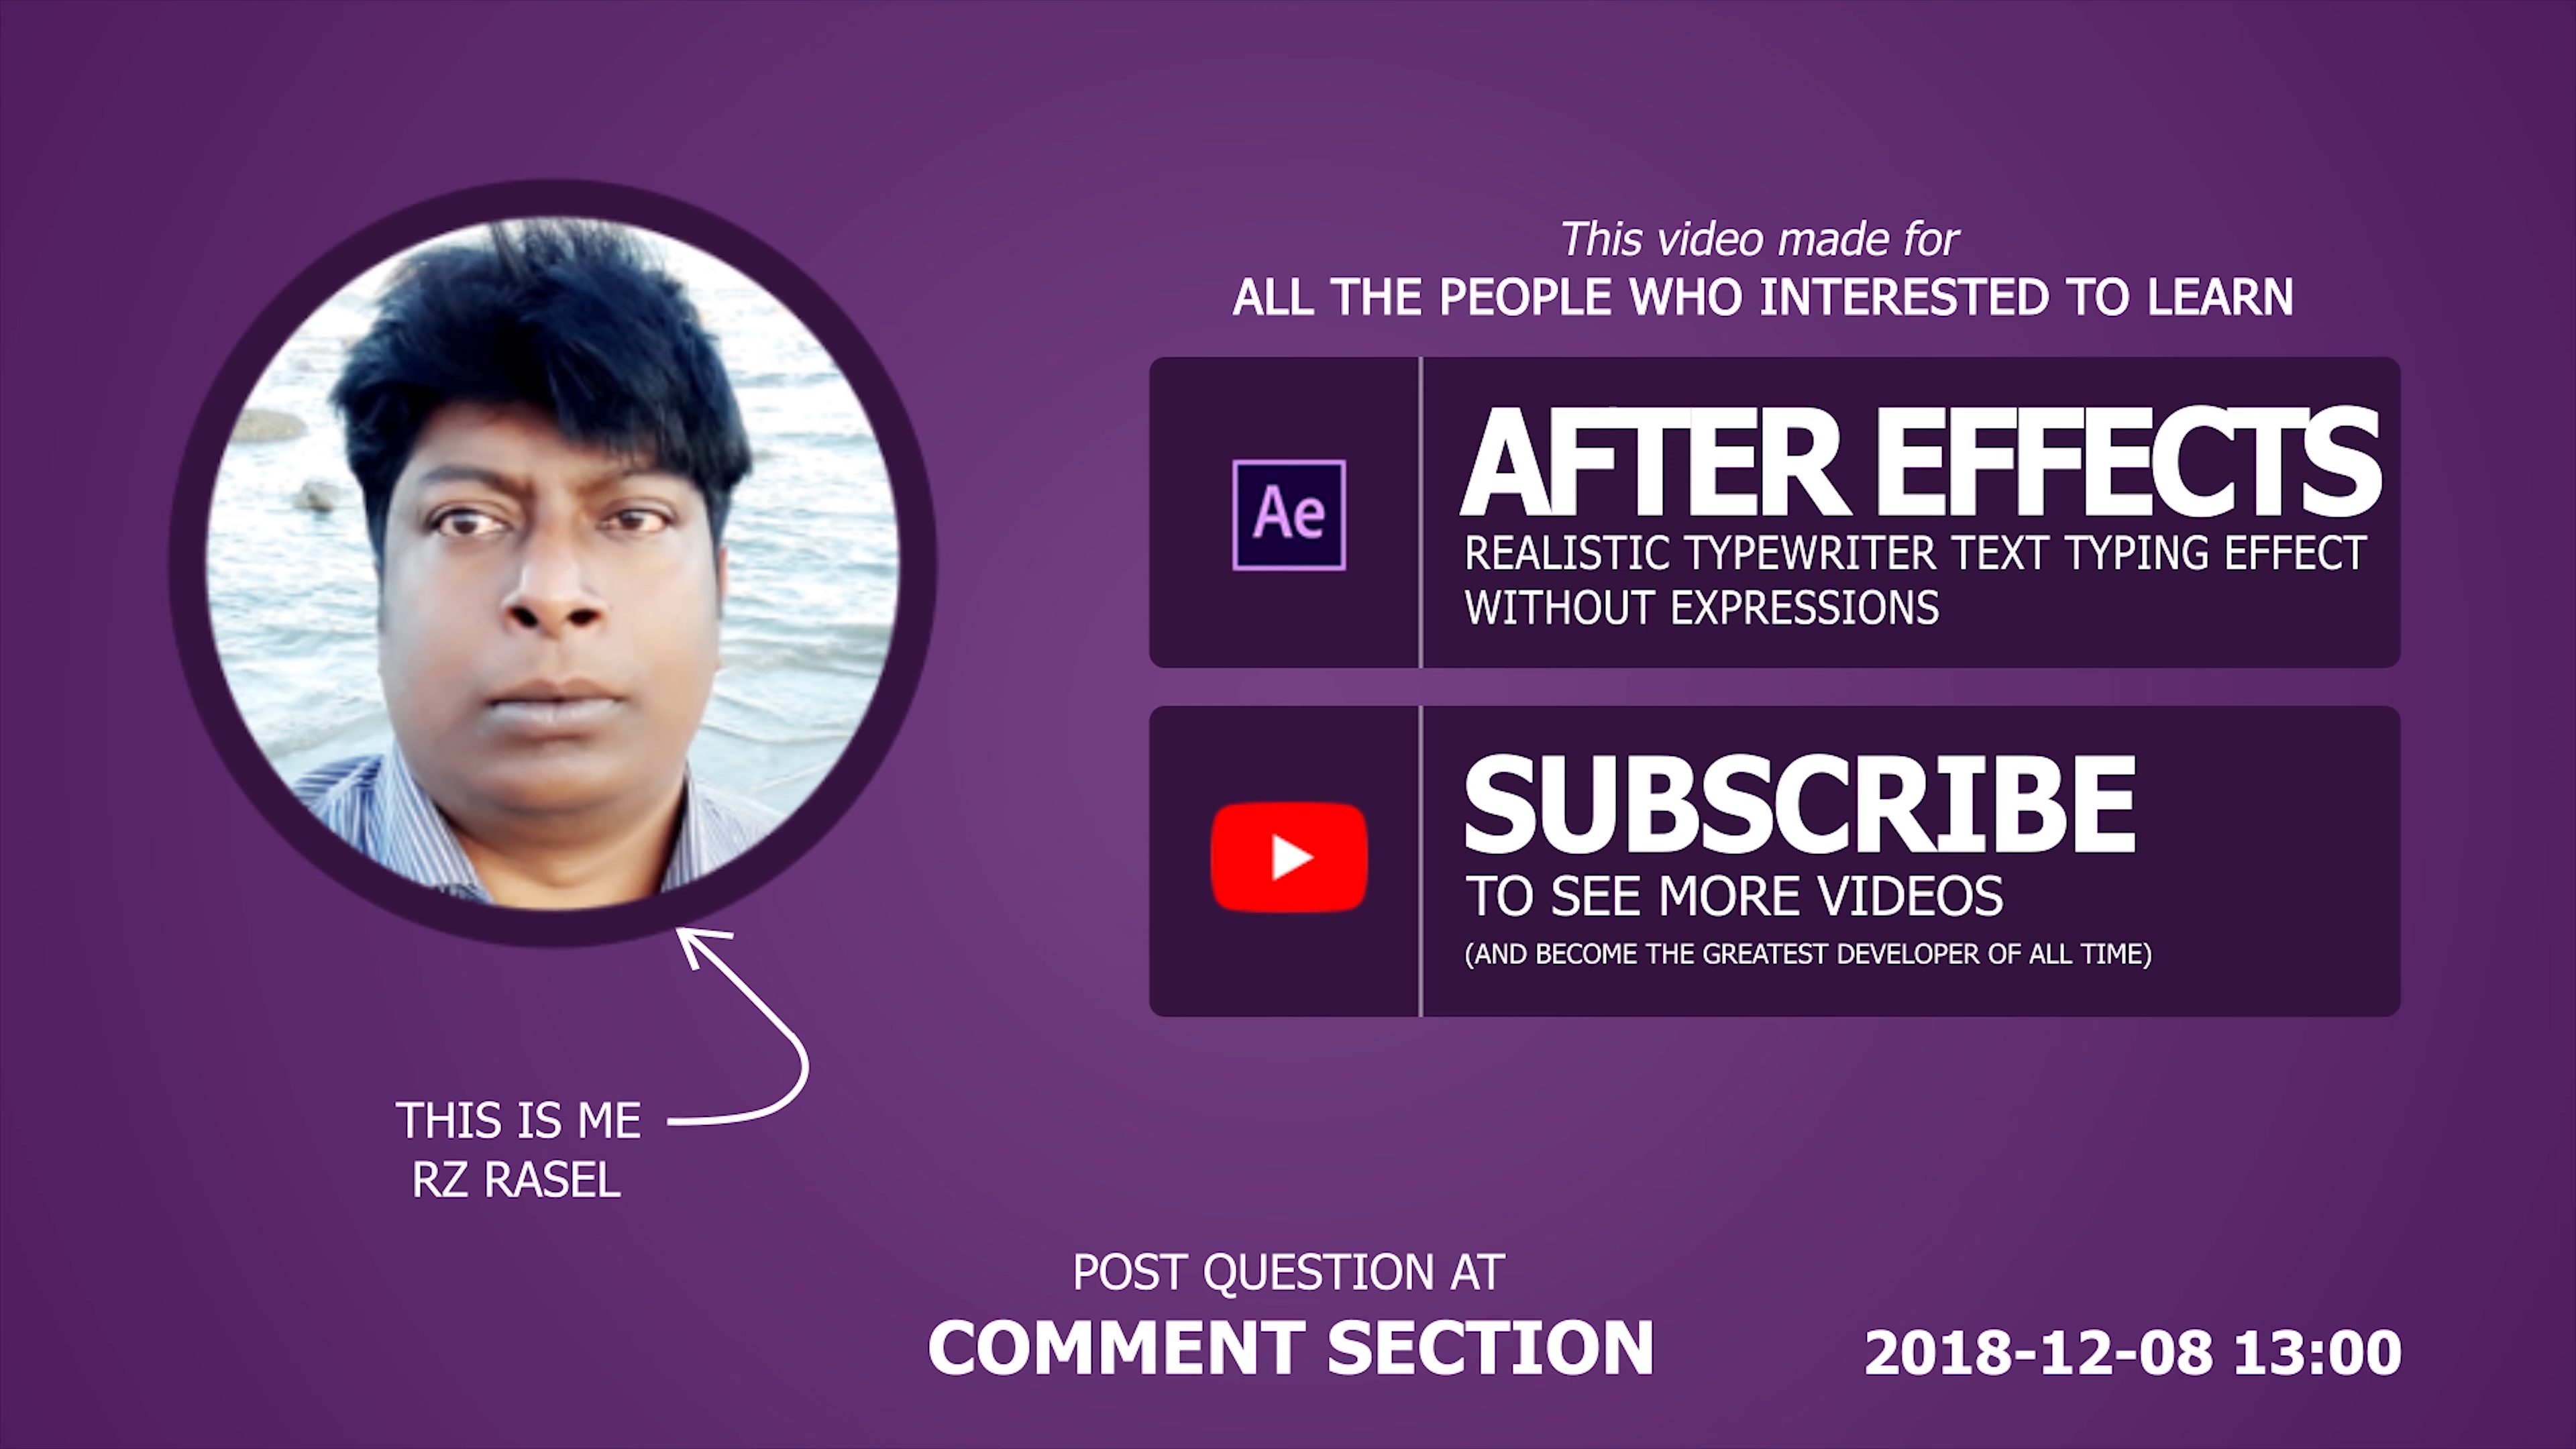 This video made for
ALL THE PEOPLE WHO INTERESTED TO LEARN
Ae
AFTER EFFECTS
REALISTIC TYPEWRITER TEXT TYPING EFFECT
WITHOUT EXPRESSIONS
SUBSCRIBE
TO SEE MORE VIDEOS
(AND BECOME THE GREATEST DEVELOPER OF ALL TIME)
THIS IS ME
RZ RASEL
POST QUESTION AT
COMMENT SECTION
2018-12-08 13:00